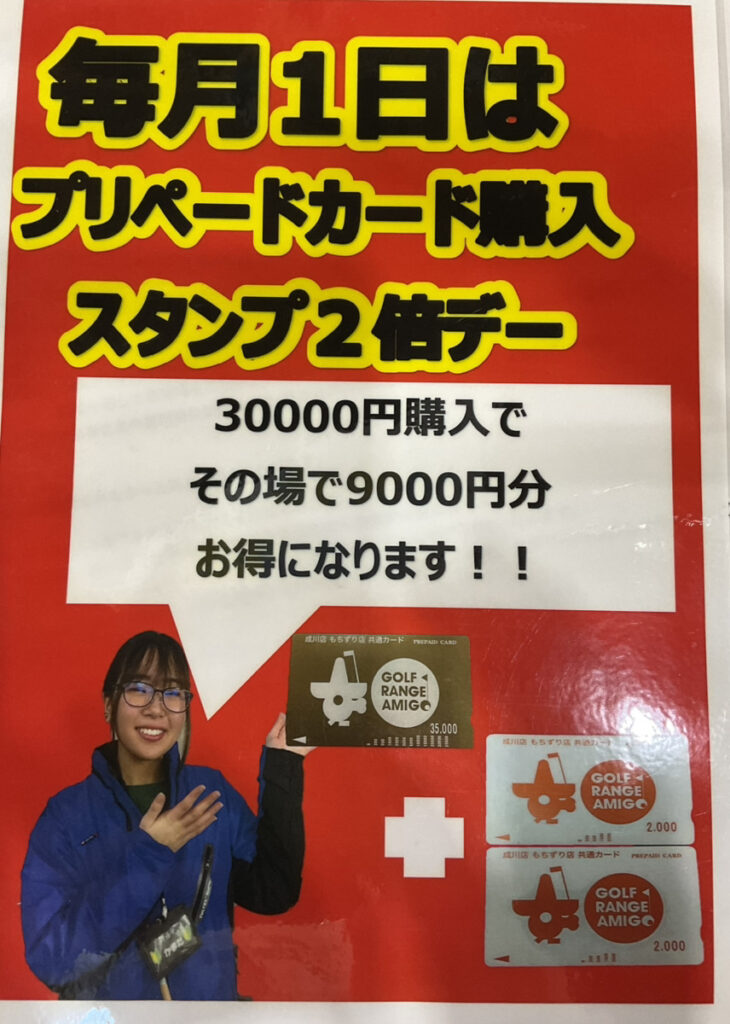 毎月1日は
プリペードカード購入
スタンプ２倍デー
30000円購入で
その場で9000円分
お得になります！！
成川店 もちずり店 共通カード PREPAID CARD
GOLF
RANGE
AMIGO
35.000
成川店 もちずり店 共通カード
GOLF
RANGE
AMIGO
2.000
成川店 もちずり店 共通カード PREPAID CARD
GOLF
RANGE
AMIGO
2.000